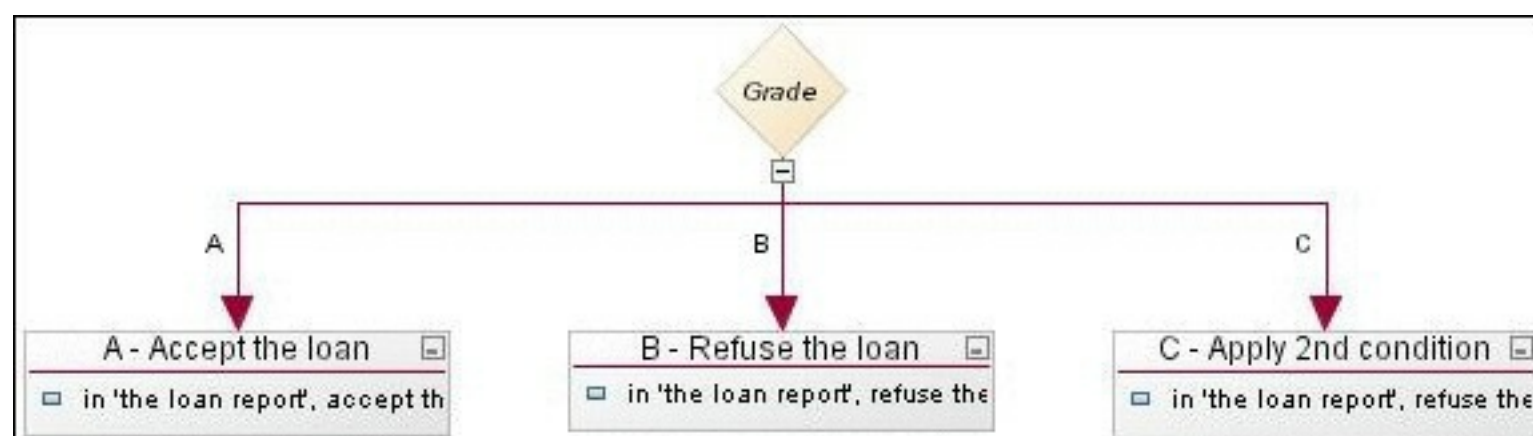 Grade
A
B
C
A - Accept the loan
in 'the loan report', accept th
B - Refuse the loan
in 'the loan report', refuse the
C - Apply 2nd condition
in 'the loan report', refuse the